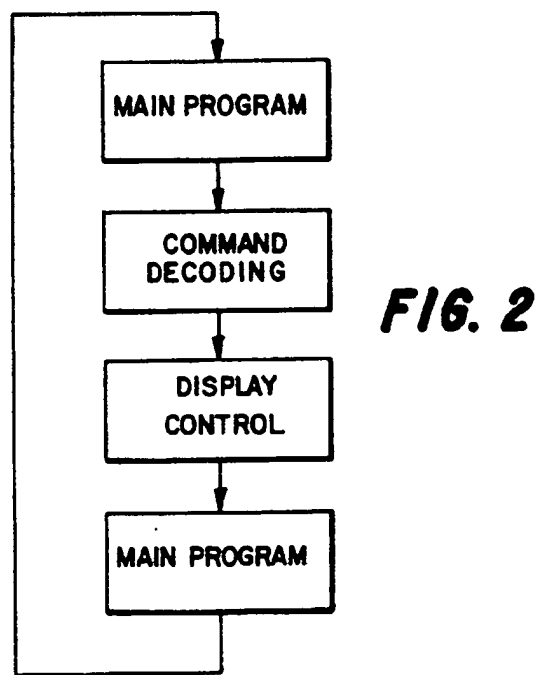 MAIN PROGRAM
COMMAND
DECODING
DISPLAY
CONTROL
MAIN PROGRAM
FIG. 2